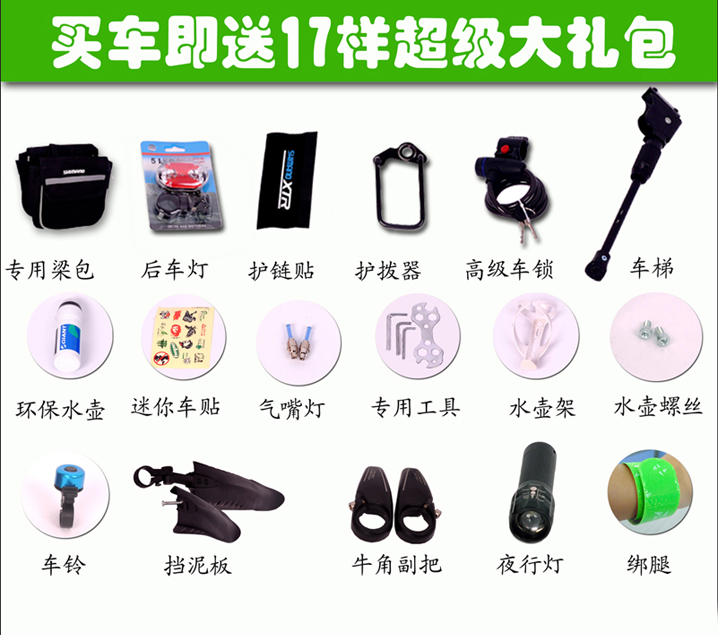 买车即送17样超级大礼包
SHIMANO
5 L
SHIMANO XTR
专用梁包
后车灯
护链贴
护拨器
高级车锁
车梯
GIANT
环保水壶
迷你车贴
气嘴灯
专用工具
水壶架
水壶螺丝
车铃
挡泥板
牛角副把
夜行灯
绑腿